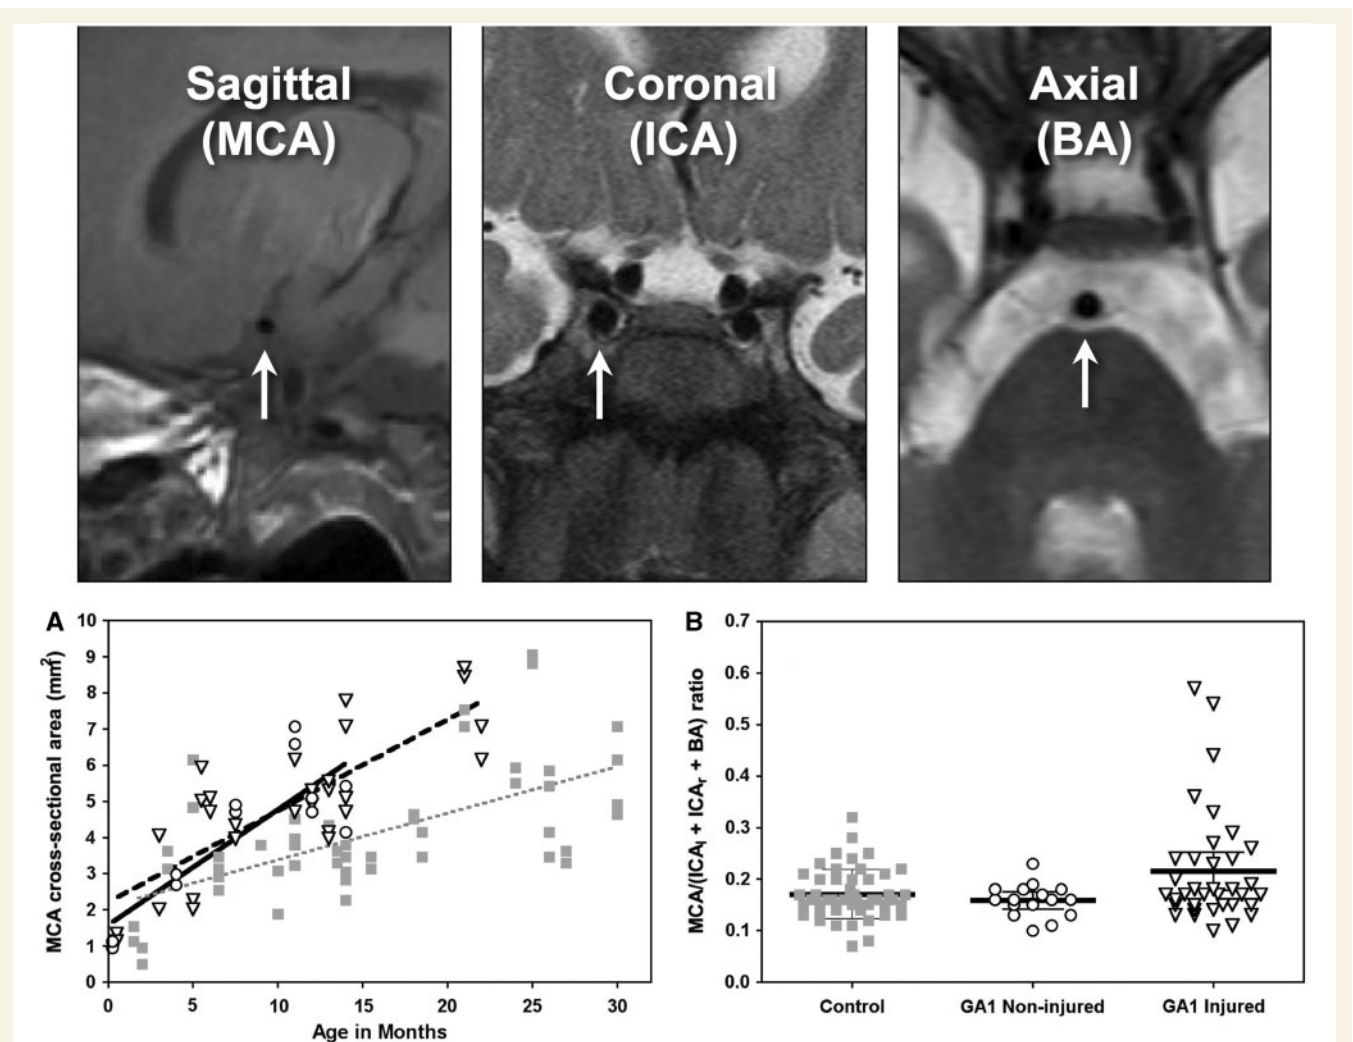 Sagittal
(MCA)
Coronal
(ICA)
Axial
(BA)
A
MCA cross-sectional area (mm²)
10
9
8
7
6
5
4
3
2
1
0
0 5 10 15 20 25 30
Age in Months
B
MCA/(ICAₗ + ICAᵣ + BA) ratio
0.7
0.6
0.5
0.4
0.3
0.2
0.1
0.0
Control GA1 Non-injured GA1 Injured